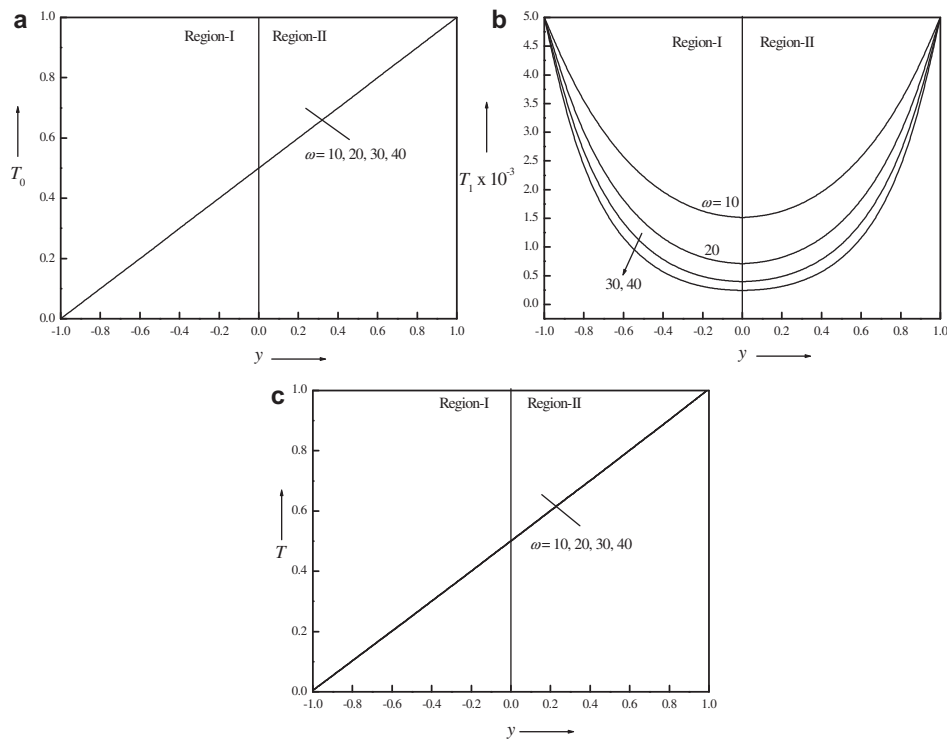 a
1.0
0.8
0.6
0.4
0.2
0.0
T0
Region-I Region-II
ω= 10, 20, 30, 40
-1.0 -0.8 -0.6 -0.4 -0.2 0.0 0.2 0.4 0.6 0.8 1.0
y
b
5.0
4.5
4.0
3.5
3.0
2.5
2.0
1.5
1.0
0.5
0.0
T1 x 10-3
Region-I Region-II
ω= 10
20
30, 40
-1.0 -0.8 -0.6 -0.4 -0.2 0.0 0.2 0.4 0.6 0.8 1.0
y
c
1.0
0.8
0.6
0.4
0.2
0.0
T
Region-I Region-II
ω= 10, 20, 30, 40
-1.0 -0.8 -0.6 -0.4 -0.2 0.0 0.2 0.4 0.6 0.8 1.0
y